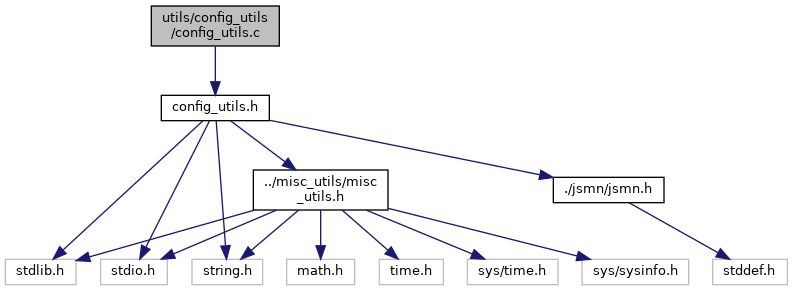 utils/config_utils
/config_utils.c
config_utils.h
../misc_utils/misc
_utils.h
./jsmn/jsmn.h
stdlib.h
stdio.h
string.h
math.h
time.h
sys/time.h
sys/sysinfo.h
stddef.h